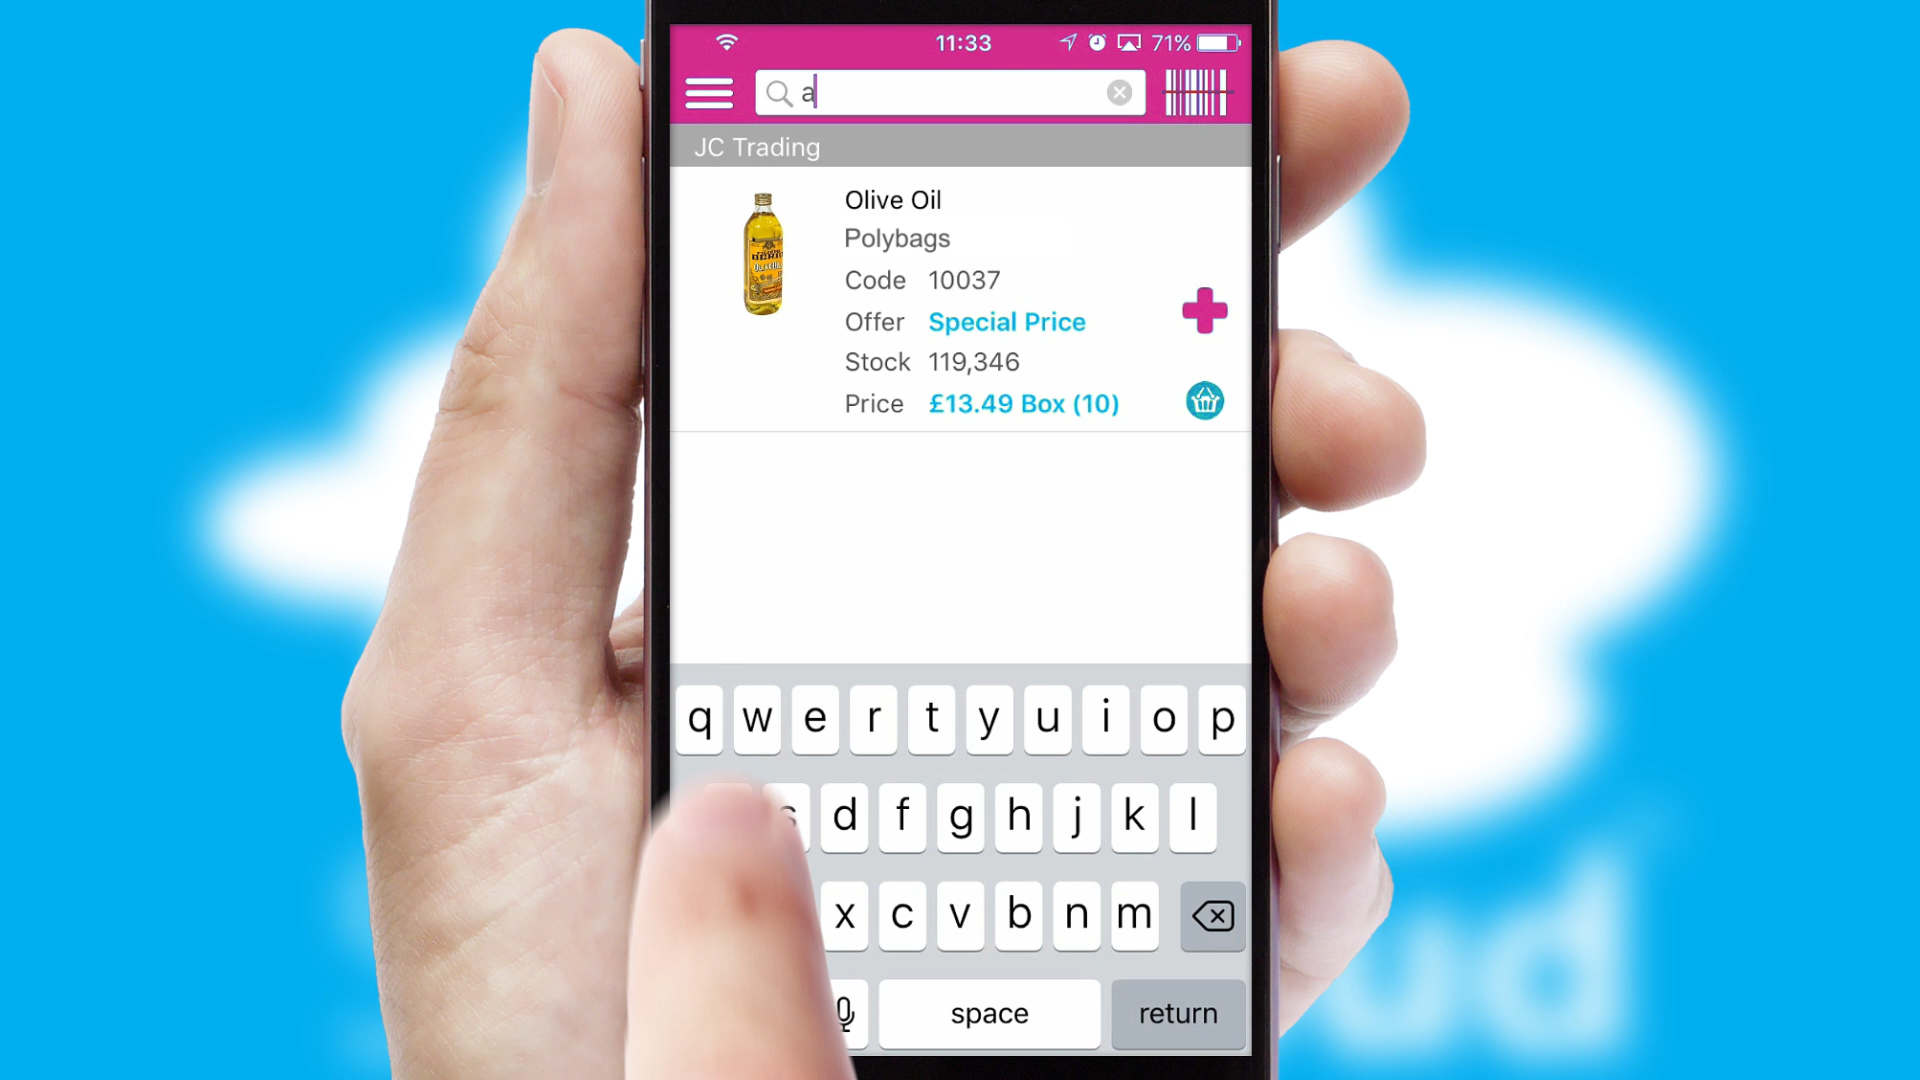 11:33 71%
a
JC Trading
Olive Oil
Polybags
Code 10037
Offer Special Price
Stock 119,346
Price £13.49 Box (10)
q w e r t y u i o p
s d f g h j k l
x c v b n m
space return
ud